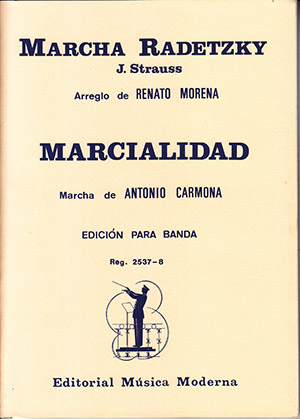 MARCHA RADETZKY
J. Strauss
Arreglo de RENATO MORENA
MARCIALIDAD
Marcha de ANTONIO CARMONA
EDICIÓN PARA BANDA
Reg. 2537-8
Editorial Música Moderna